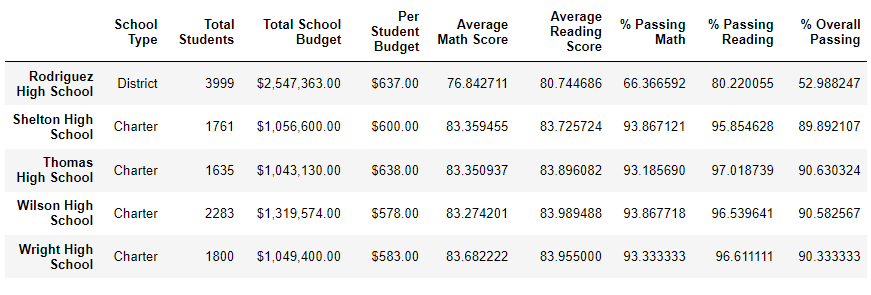 School Type Total Students Total School Budget Per Student Budget Average Math Score Average Reading Score % Passing Math % Passing Reading % Overall Passing
Rodriguez High School District 3999 $2,547,363.00 $637.00 76.842711 80.744686 66.366592 80.220055 52.988247
Shelton High School Charter 1761 $1,056,600.00 $600.00 83.359455 83.725724 93.867121 95.854628 89.892107
Thomas High School Charter 1635 $1,043,130.00 $638.00 83.350937 83.896082 93.185690 97.018739 90.630324
Wilson High School Charter 2283 $1,319,574.00 $578.00 83.274201 83.989488 93.867718 96.539641 90.582567
Wright High School Charter 1800 $1,049,400.00 $583.00 83.682222 83.955000 93.333333 96.611111 90.333333